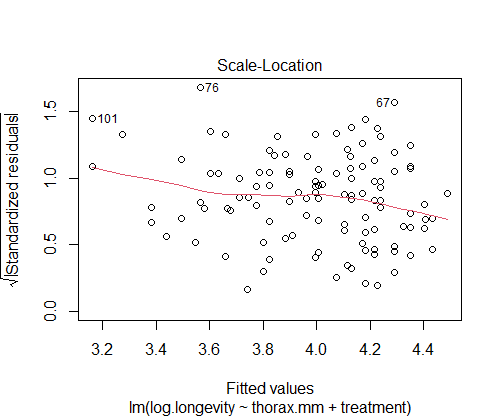 Scale-Location
√|Standardized residuals|
0.0 0.5 1.0 1.5
76
67
101
3.2 3.4 3.6 3.8 4.0 4.2 4.4
Fitted values
lm(log.longevity ~ thorax.mm + treatment)